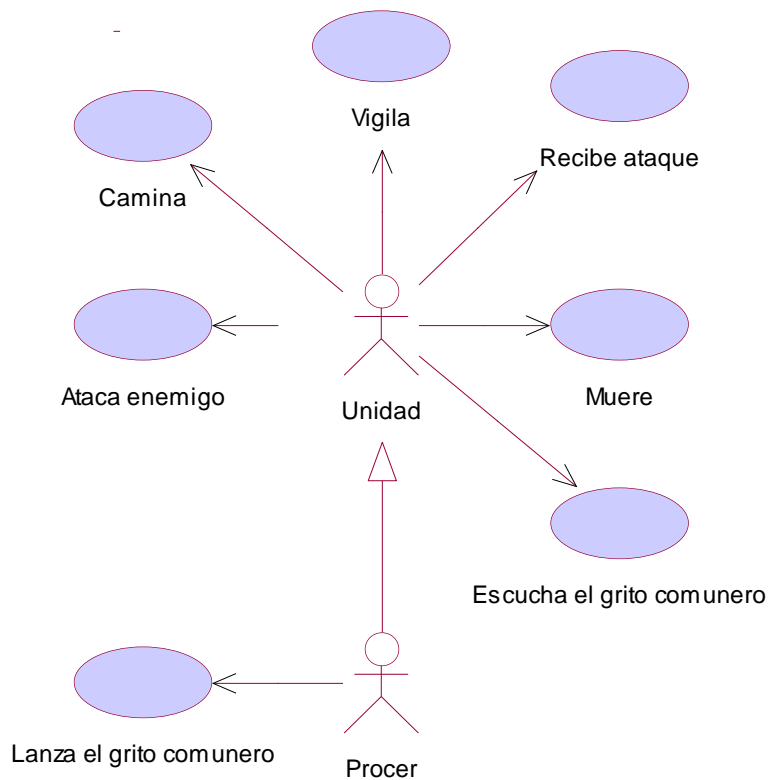 Vigila
Recibe ataque
Camina
Ataca enemigo
Unidad
Muere
Escucha el grito comunero
Lanza el grito comunero
Procer